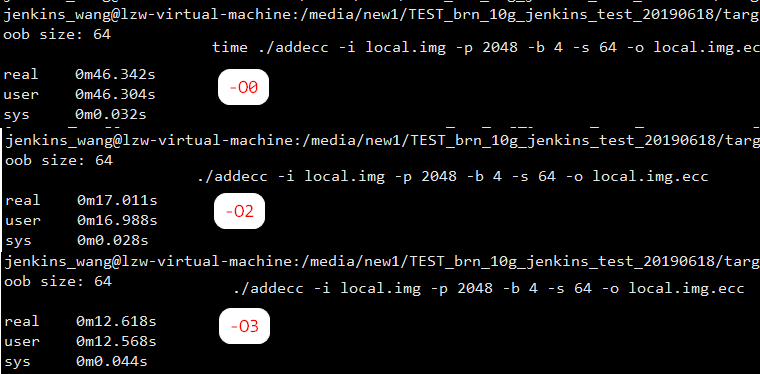 jenkins_wang@lzw-virtual-machine:/media/new1/TEST_brn_10g_jenkins_test_20190618/targ
oob size: 64
time ./addecc -i local.img -p 2048 -b 4 -s 64 -o local.img.ec
real 0m46.342s
user 0m46.304s
sys 0m0.032s
-O0
jenkins_wang@lzw-virtual-machine:/media/new1/TEST_brn_10g_jenkins_test_20190618/targ
oob size: 64
./addecc -i local.img -p 2048 -b 4 -s 64 -o local.img.ecc
real 0m17.011s
user 0m16.988s
sys 0m0.028s
-O2
jenkins_wang@lzw-virtual-machine:/media/new1/TEST_brn_10g_jenkins_test_20190618/targ
oob size: 64
./addecc -i local.img -p 2048 -b 4 -s 64 -o local.img.ecc
real 0m12.618s
user 0m12.568s
sys 0m0.044s
-O3